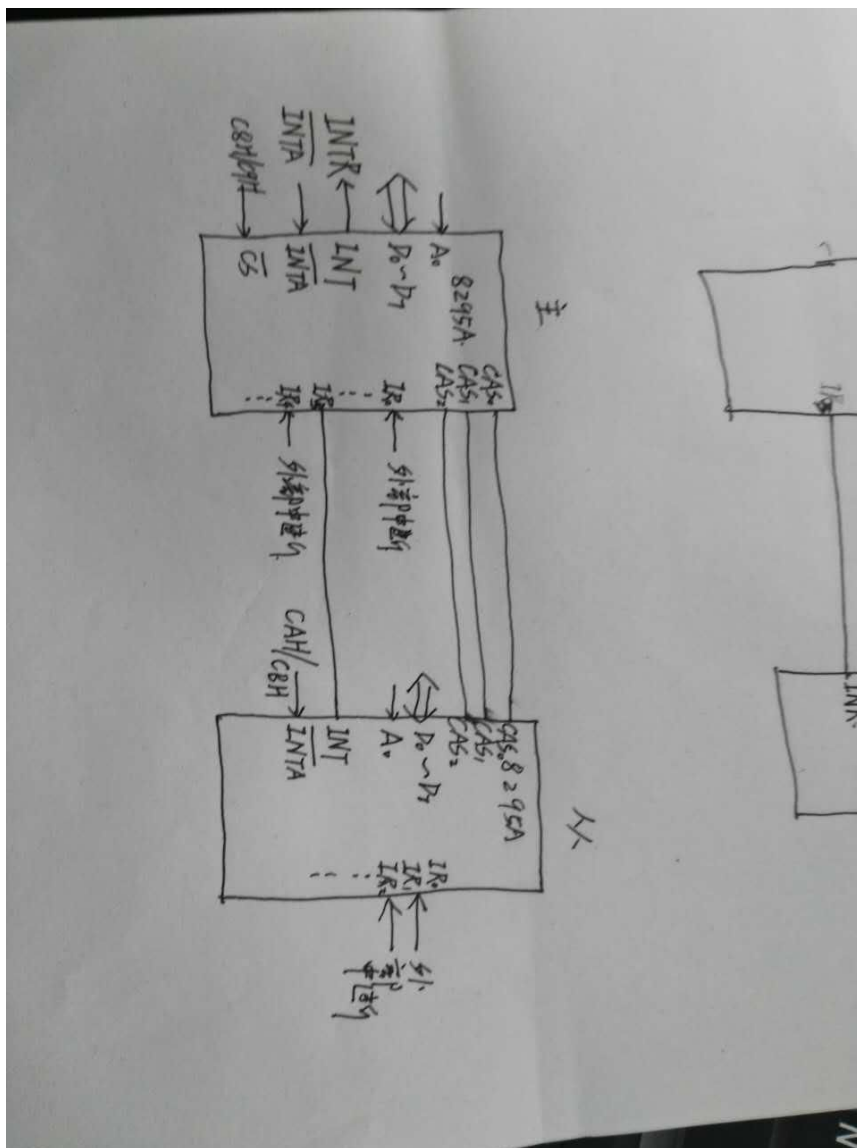 主
8295A
A₀
D₀~D₇
INTR
INT
INTA
INTA
C8H/C9H
CS
CAS₀
CAS₁
CAS₂
IR₀
外部中断
IR₄
外部中断
从
8295A
CAS₀
CAS₁
CAS₂
D₀~D₇
A₀
INT
CAH/
CBH
INTA
IR₀
IR₁
IR₂
外
部
中断